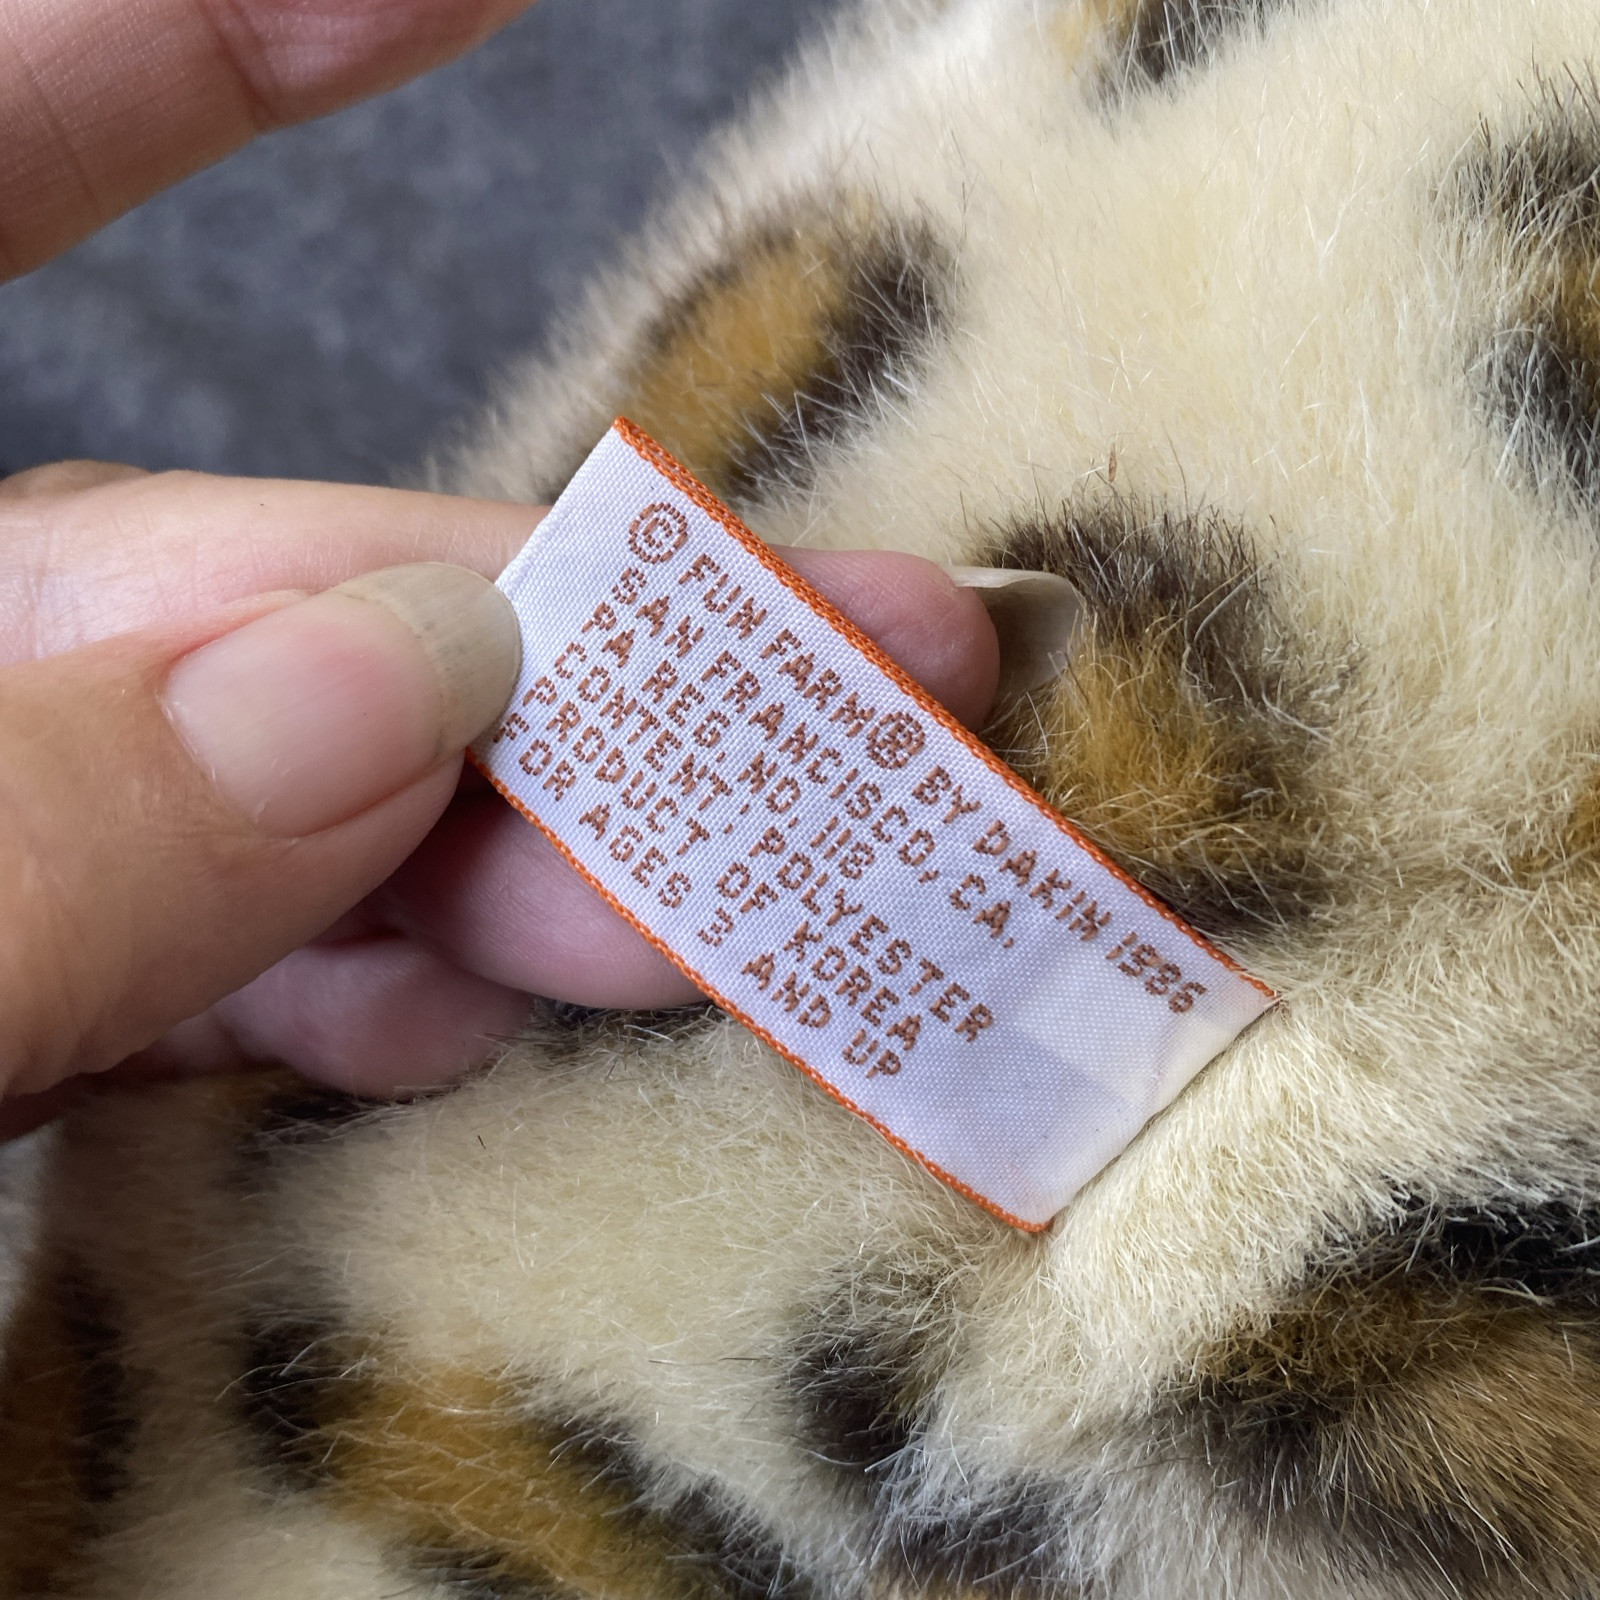 © FUN FARM® BY DAKIN 1986
SAN FRANCISCO, CA.
PA REG. NO. 118
CONTENT: POLYESTER
PRODUCT OF KOREA
FOR AGES 3 AND UP